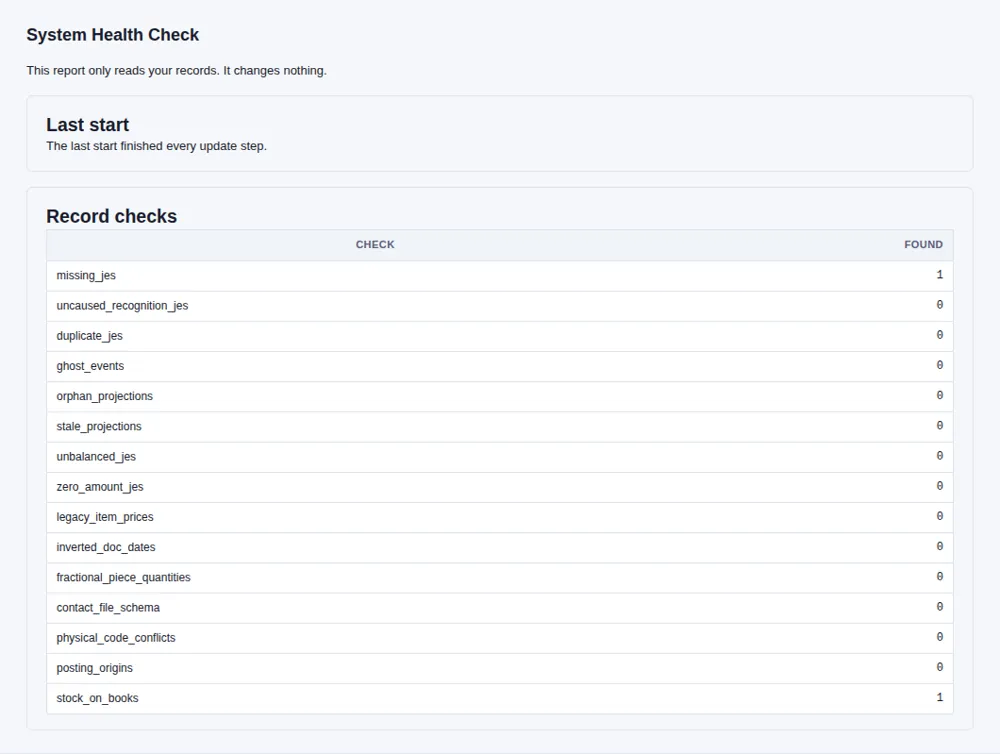 System Health Check
This report only reads your records. It changes nothing.
Last start
The last start finished every update step.
Record checks
CHECK FOUND
missing_jes 1
uncaused_recognition_jes 0
duplicate_jes 0
ghost_events 0
orphan_projections 0
stale_projections 0
unbalanced_jes 0
zero_amount_jes 0
legacy_item_prices 0
inverted_doc_dates 0
fractional_piece_quantities 0
contact_file_schema 0
physical_code_conflicts 0
posting_origins 0
stock_on_books 1